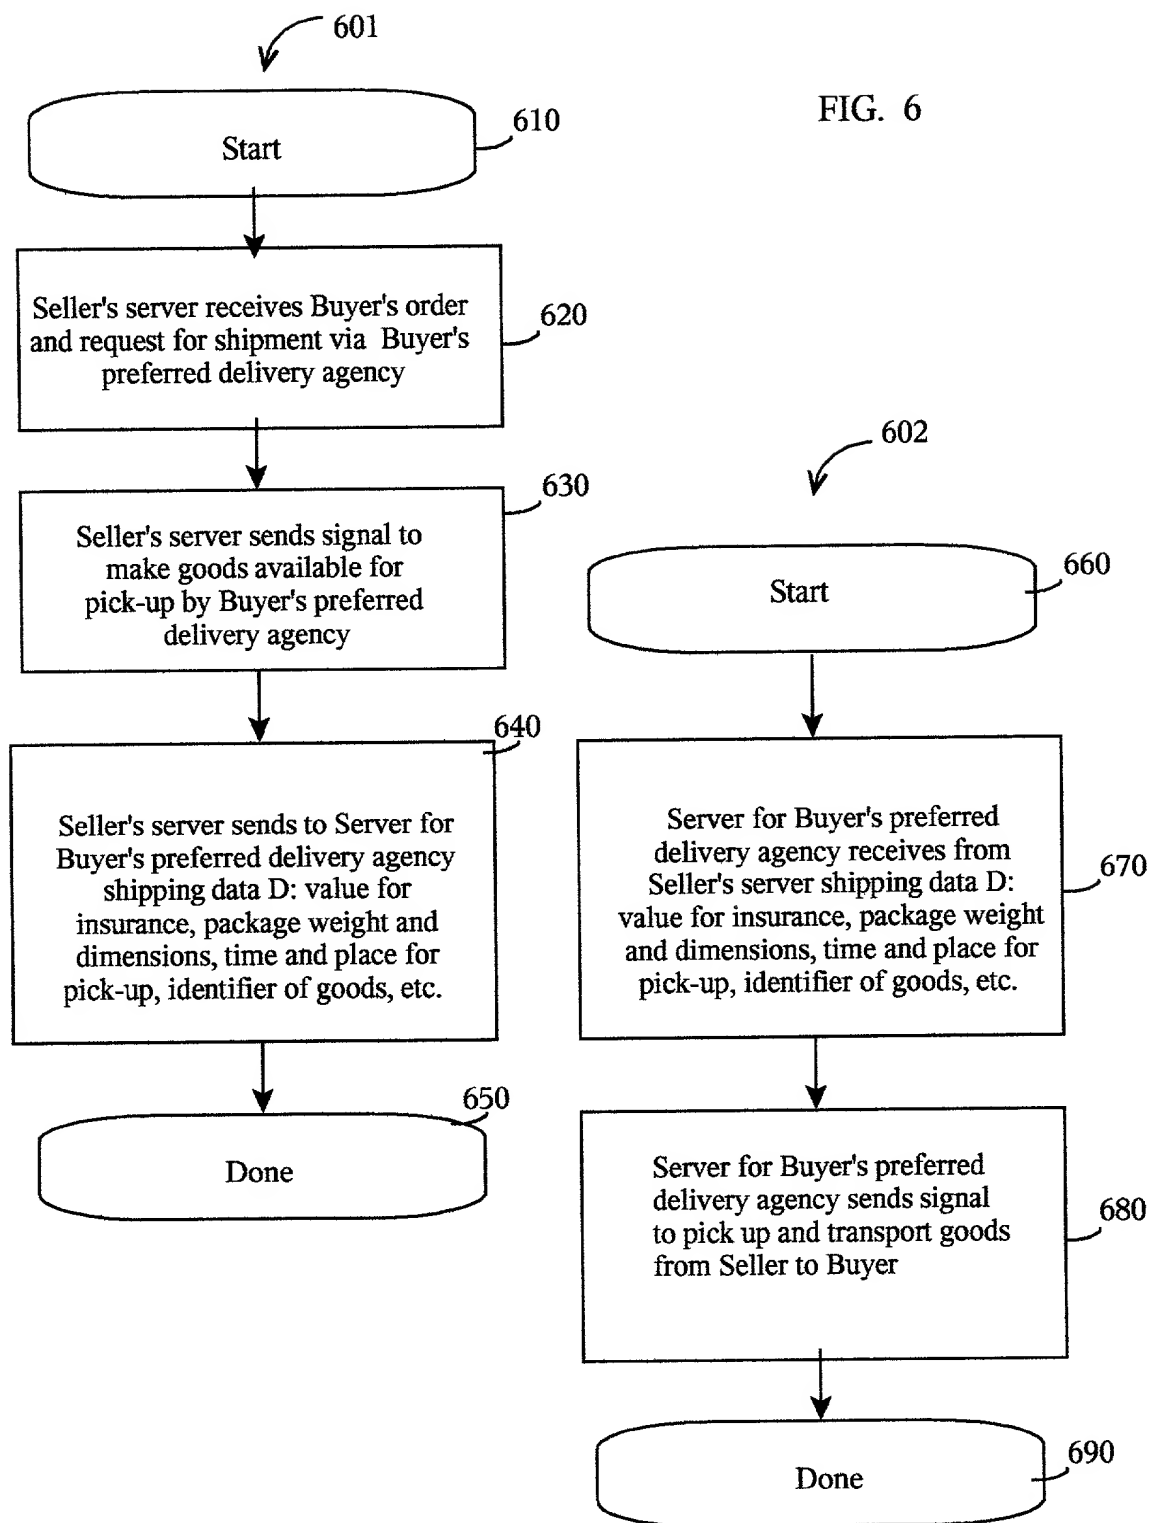 601
FIG. 6
Start
610
Seller's server receives Buyer's order
and request for shipment via Buyer's
preferred delivery agency
620
630
Seller's server sends signal to
make goods available for
pick-up by Buyer's preferred
delivery agency
640
Seller's server sends to Server for
Buyer's preferred delivery agency
shipping data D: value for
insurance, package weight and
dimensions, time and place for
pick-up, identifier of goods, etc.
650
Done
602
660
Start
Server for Buyer's preferred
delivery agency receives from
Seller's server shipping data D:
value for insurance, package weight
and dimensions, time and place for
pick-up, identifier of goods, etc.
670
Server for Buyer's preferred
delivery agency sends signal
to pick up and transport goods
from Seller to Buyer
680
690
Done